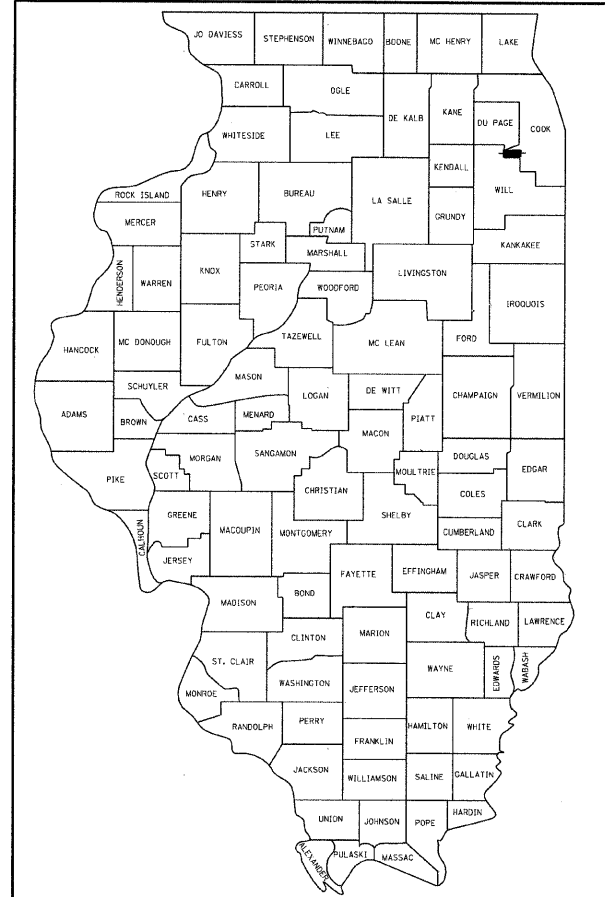 JO DAVIESS
STEPHENSON
WINNEBAGO
BOONE
MC HENRY
LAKE
CARROLL
OGLE
DE KALB
KANE
DU PAGE
COOK
WHITESIDE
LEE
KENDALL
WILL
ROCK ISLAND
HENRY
BUREAU
LA SALLE
GRUNDY
MERCER
PUTNAM
KANKAKEE
STARK
MARSHALL
HENDERSON
WARREN
KNOX
PEORIA
WOODFORD
LIVINGSTON
IROQUOIS
HANCOCK
MC DONOUGH
FULTON
TAZEWELL
MC LEAN
FORD
MASON
SCHUYLER
LOGAN
DE WITT
CHAMPAIGN
VERMILION
ADAMS
BROWN
CASS
MENARD
PIATT
MACON
MORGAN
SANGAMON
DOUGLAS
EDGAR
PIKE
SCOTT
CHRISTIAN
MOULTRIE
COLES
GREENE
MACOUPIN
MONTGOMERY
SHELBY
CUMBERLAND
CLARK
CALHOUN
JERSEY
FAYETTE
EFFINGHAM
JASPER
CRAWFORD
MADISON
BOND
CLAY
RICHLAND
LAWRENCE
CLINTON
MARION
ST. CLAIR
WAYNE
EDWARDS
WABASH
WASHINGTON
JEFFERSON
MONROE
RANDOLPH
PERRY
HAMILTON
WHITE
FRANKLIN
JACKSON
WILLIAMSON
SALINE
GALLATIN
UNION
JOHNSON
POPE
HARDIN
ALEXANDER
PULASKI
MASSAC